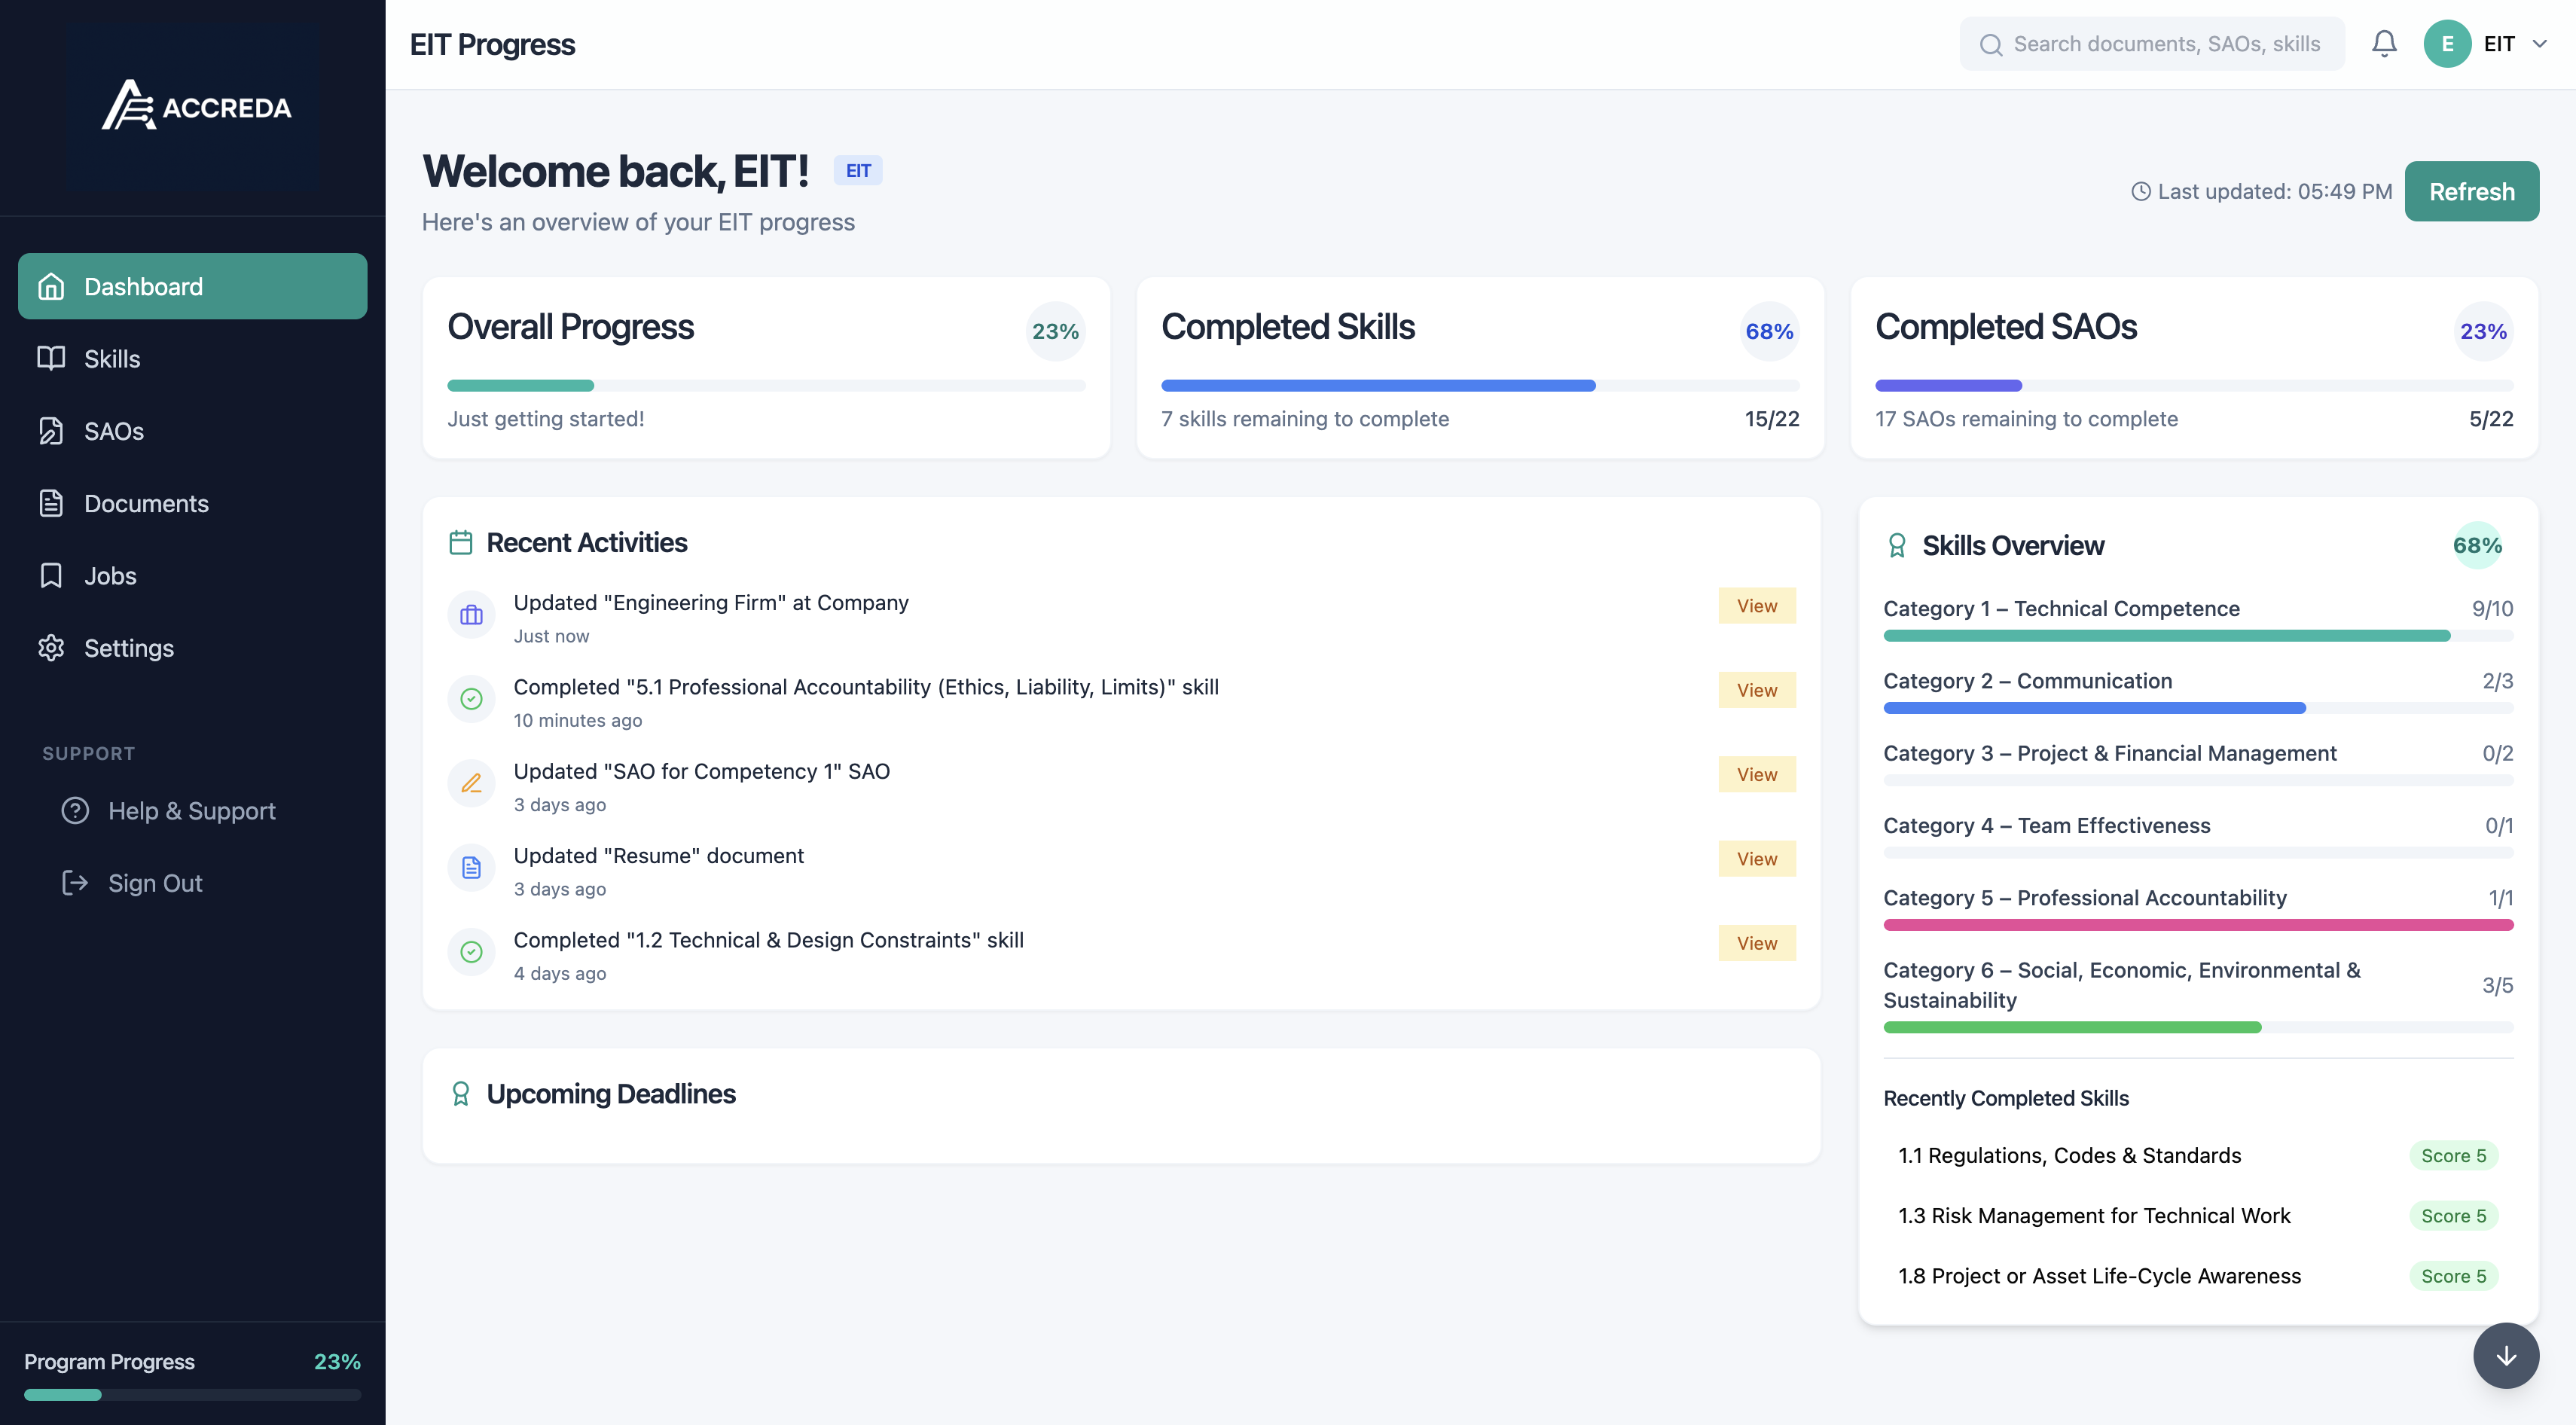 ACCREDA
Dashboard
Skills
SAOs
Documents
Jobs
Settings
SUPPORT
Help & Support
Sign Out
Program Progress 23%
EIT Progress
Search documents, SAOs, skills
E EIT
Welcome back, EIT! EIT
Here's an overview of your EIT progress
Last updated: 05:49 PM Refresh
Overall Progress 23%
Just getting started!
Completed Skills 68%
7 skills remaining to complete 15/22
Completed SAOs 23%
17 SAOs remaining to complete 5/22
Recent Activities
Updated "Engineering Firm" at Company View
Just now
Completed "5.1 Professional Accountability (Ethics, Liability, Limits)" skill View
10 minutes ago
Updated "SAO for Competency 1" SAO View
3 days ago
Updated "Resume" document View
3 days ago
Completed "1.2 Technical & Design Constraints" skill View
4 days ago
Upcoming Deadlines
Skills Overview 68%
Category 1 – Technical Competence 9/10
Category 2 – Communication 2/3
Category 3 – Project & Financial Management 0/2
Category 4 – Team Effectiveness 0/1
Category 5 – Professional Accountability 1/1
Category 6 – Social, Economic, Environmental &
Sustainability 3/5
Recently Completed Skills
1.1 Regulations, Codes & Standards Score 5
1.3 Risk Management for Technical Work Score 5
1.8 Project or Asset Life-Cycle Awareness Score 5